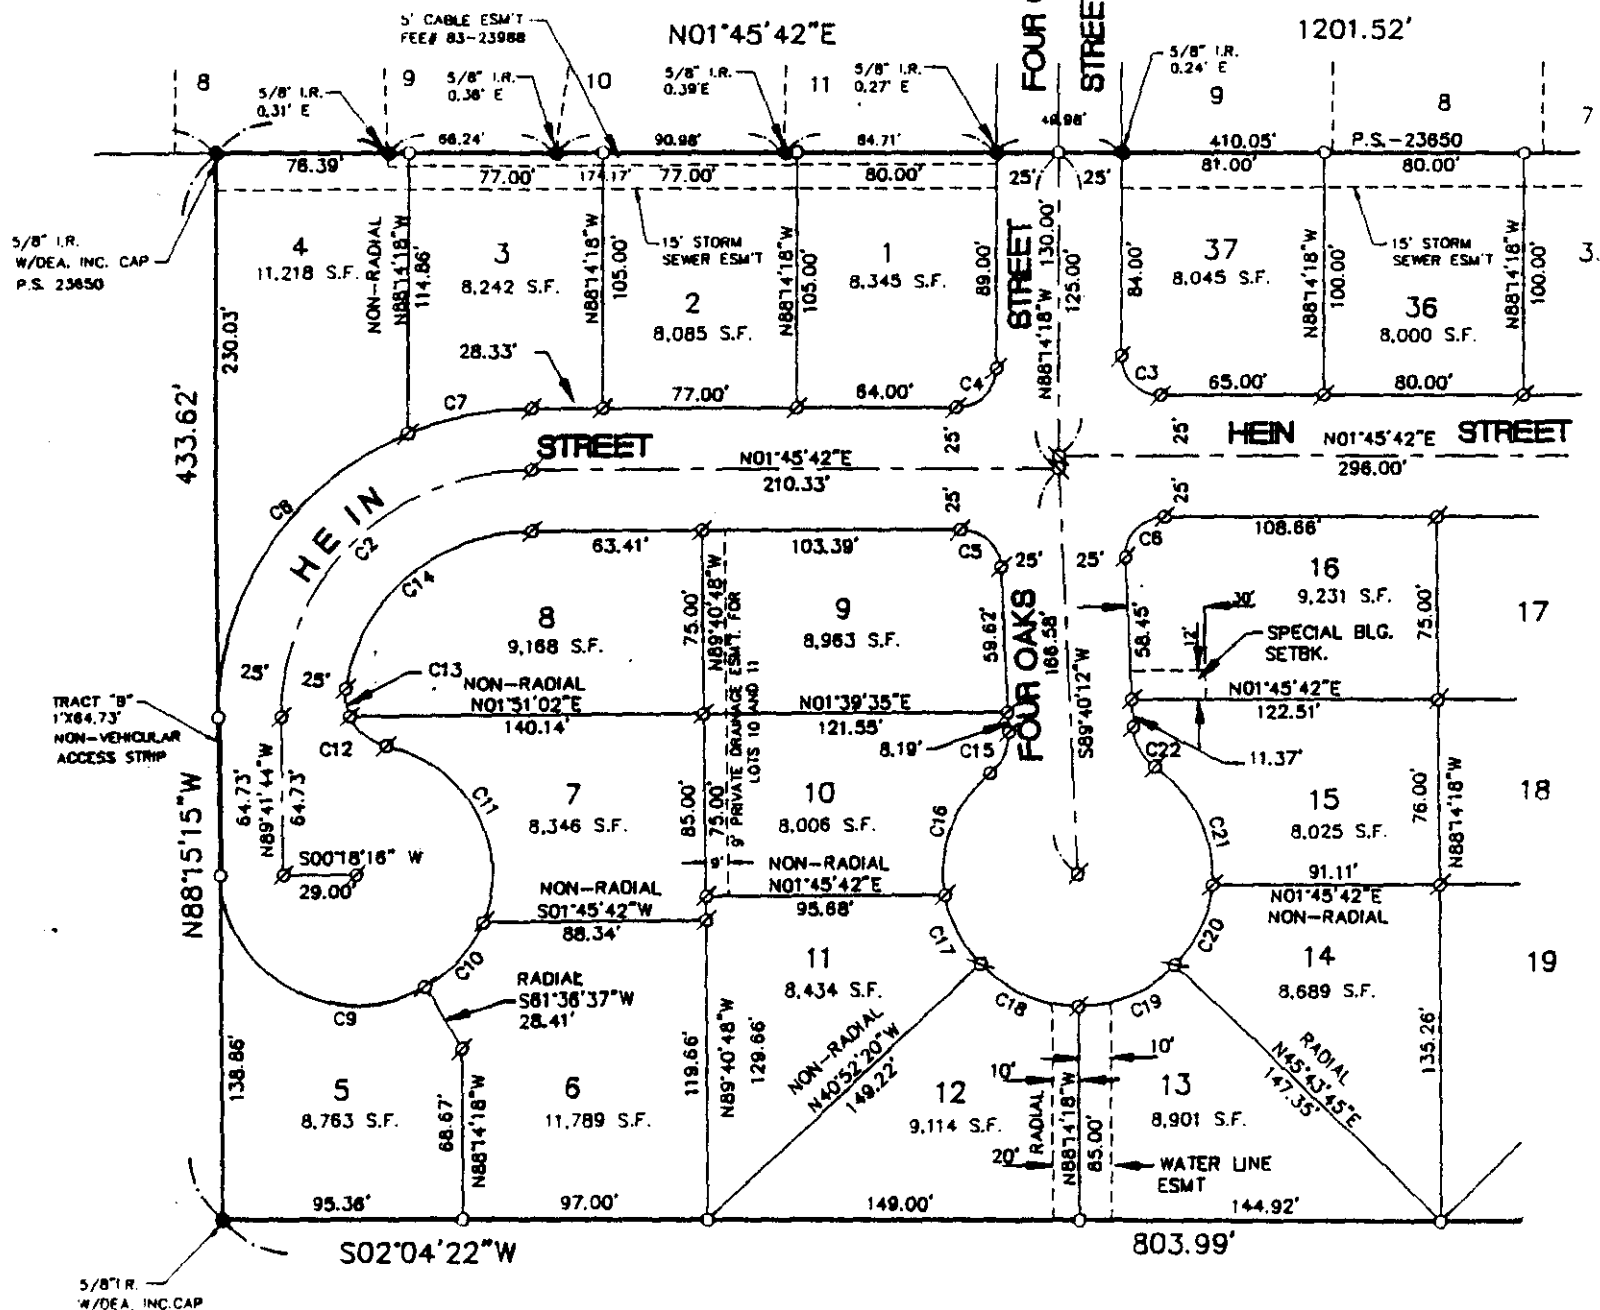 5' CABLE ESM'T
FEE# 83-23988
N01°45'42"E
FOUR
STREE
1201.52'
5/8" I.R.
0.24' E
8
5/8" I.R.
0.31' E
9
5/8" I.R.
0.36' E
10
5/8" I.R.
0.39'E
11
5/8" I.R.
0.27' E
9
8
7
66.24'
90.98'
84.71'
49.98'
410.05'
P.S.-23650
76.39'
77.00'
174.17'
77.00'
80.00'
25'
25'
81.00'
80.00'
5/8" I.R.
W/DEA, INC. CAP
P.S. 23650
4
11,218 S.F.
NON-RADIAL
N88°14'18"W
114.86'
3
8,242 S.F.
N88°14'18"W
105.00'
15' STORM
SEWER ESM'T
2
8,085 S.F.
N88°14'18"W
105.00'
1
8,345 S.F.
89.00'
STREET
N88°14'18"W 130.00'
125.00'
84.00'
37
8,045 S.F.
N88°14'18"W
100.00'
15' STORM
SEWER ESM'T
36
8,000 S.F.
N88°14'18"W
100.00'
3
230.03'
28.33'
433.62'
C7
77.00'
64.00'
C4
C3
65.00'
80.00'
STREET
25'
25'
HEIN
N01°45'42"E
STREET
N01°45'42"E
210.33'
296.00'
C8
HEIN
C2
25'
25'
C14
63.41'
103.39'
C5
25'
25'
C6
108.66'
8
9,168 S.F.
75.00'
N89°40'48"W
9' PRIVATE DRAINAGE ESM'T. FOR
LOTS 10 AND 11
9
8,963 S.F.
59.62'
FOUR OAKS
166.58'
S89°40'12"W
58.45'
16
9,231 S.F.
30'
12'
SPECIAL BLG.
SETBK.
75.00'
17
25'
25'
C13
NON-RADIAL
N01°51'02"E
140.14'
N01°39'35"E
121.55'
N01°45'42"E
122.51'
TRACT "B"
1'X64.73'
NON-VEHICULAR
ACCESS STRIP
C12
8.19'
C15
C22
11.37'
64.73'
N89°41'44"W
64.73'
C11
7
8,346 S.F.
85.00'
75.00'
10
8,006 S.F.
C16
C21
15
8,025 S.F.
76.00'
N88°14'18"W
18
N88°15'15"W
S00°18'16" W
29.00'
9'
NON-RADIAL
N01°45'42"E
95.68'
91.11'
N01°45'42"E
NON-RADIAL
NON-RADIAL
S01°45'42"W
88.34'
C10
C17
C20
11
8,434 S.F.
14
8,689 S.F.
19
RADIAL
S61°36'37"W
28.41'
C9
C18
C19
138.86'
119.66'
N89°40'48"W
129.66'
NON-RADIAL
N40°52'20"W
149.22'
10'
10'
RADIAL
N45°43'45"E
147.35'
135.26'
5
8,763 S.F.
68.67'
N88°14'18"W
6
11,789 S.F.
12
9,114 S.F.
RADIAL
N88°14'18"W
85.00'
13
8,901 S.F.
20'
WATER LINE
ESMT
95.36'
97.00'
149.00'
144.92'
S02°04'22"W
803.99'
5/8"I.R.
W/DEA, INC.CAP